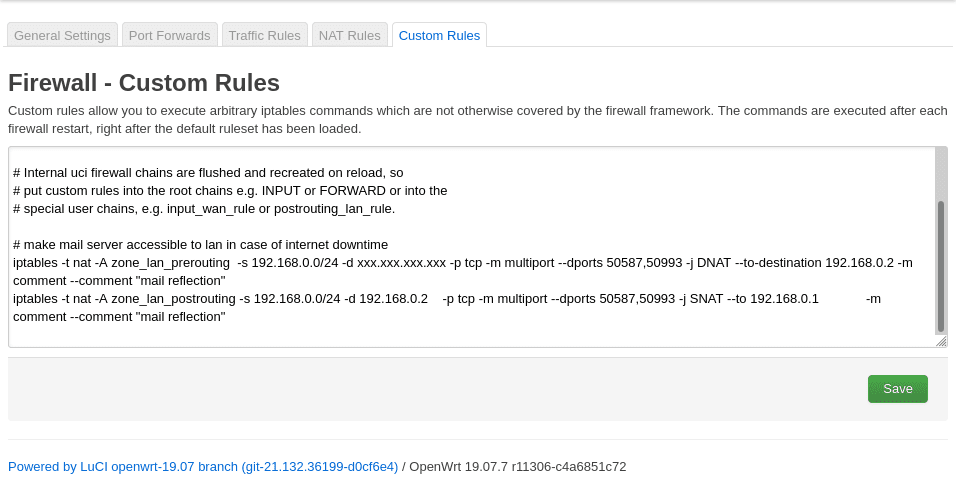 General Settings
Port Forwards
Traffic Rules
NAT Rules
Custom Rules
Firewall - Custom Rules
Custom rules allow you to execute arbitrary iptables commands which are not otherwise covered by the firewall framework. The commands are executed after each
firewall restart, right after the default ruleset has been loaded.
# Internal uci firewall chains are flushed and recreated on reload, so
# put custom rules into the root chains e.g. INPUT or FORWARD or into the
# special user chains, e.g. input_wan_rule or postrouting_lan_rule.
# make mail server accessible to lan in case of internet downtime
iptables -t nat -A zone_lan_prerouting  -s 192.168.0.0/24 -d xxx.xxx.xxx.xxx -p tcp -m multiport --dports 50587,50993 -j DNAT --to-destination 192.168.0.2 -m
comment --comment "mail reflection"
iptables -t nat -A zone_lan_postrouting -s 192.168.0.0/24 -d 192.168.0.2    -p tcp -m multiport --dports 50587,50993 -j SNAT --to 192.168.0.1             -m
comment --comment "mail reflection"
Save
Powered by LuCI openwrt-19.07 branch (git-21.132.36199-d0cf6e4) / OpenWrt 19.07.7 r11306-c4a6851c72